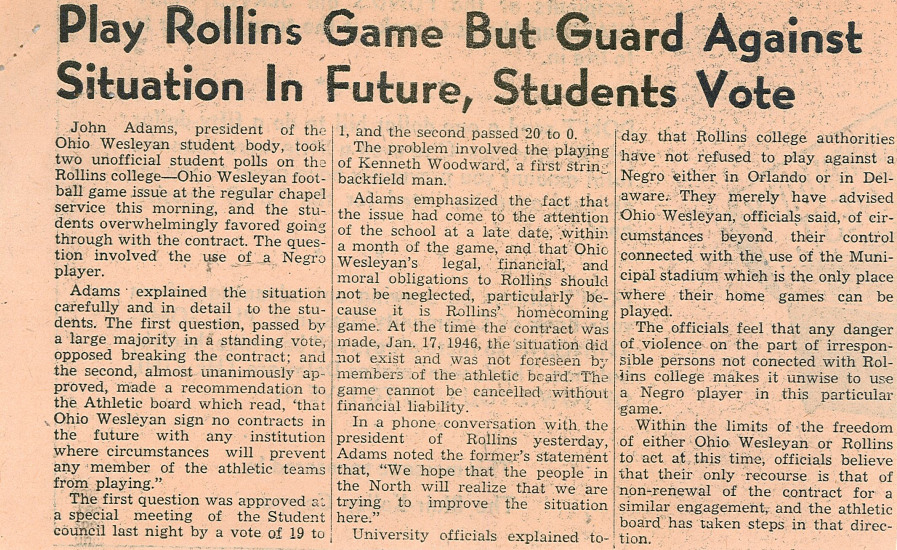 Play Rollins Game But Guard Against
Situation In Future, Students Vote
John Adams, president of the
Ohio Wesleyan student body, took
two unofficial student polls on the
Rollins college—Ohio Wesleyan foot-
ball game issue at the regular chapel
service this morning, and the stu-
dents overwhelmingly favored going
through with the contract. The ques-
tion involved the use of a Negro
player.
Adams explained the situation
carefully and in detail to the stu-
dents. The first question, passed by
a large majority in a standing vote,
opposed breaking the contract; and
the second, almost unanimously ap-
proved, made a recommendation to
the Athletic board which read, 'that
Ohio Wesleyan sign no contracts in
the future with any institution
where circumstances will prevent
any member of the athletic teams
from playing."
The first question was approved at
a special meeting of the Student
council last night by a vote of 19 to
1, and the second passed 20 to 0.
The problem involved the playing
of Kenneth Woodward, a first string
backfield man.
Adams emphasized the fact that
the issue had come to the attention
of the school at a late date, within
a month of the game, and that Ohio
Wesleyan's legal, financial, and
moral obligations to Rollins should
not be neglected, particularly be-
cause it is Rollins' homecoming
game. At the time the contract was
made, Jan. 17, 1946, the situation did
not exist and was not foreseen by
members of the athletic board. The
game cannot be cancelled without
financial liability.
In a phone conversation with the
president of Rollins yesterday,
Adams noted the former's statement
that, "We hope that the people in
the North will realize that we are
trying to improve the situation
here."
University officials explained to-
day that Rollins college authorities
have not refused to play against a
Negro either in Orlando or in Del-
aware. They merely have advised
Ohio Wesleyan, officials said, of cir-
cumstances beyond their control
connected with the use of the Muni-
cipal stadium which is the only place
where their home games can be
played.
The officials feel that any danger
of violence on the part of irrespon-
sible persons not conected with Rol-
lins college makes it unwise to use
a Negro player in this particular
game.
Within the limits of the freedom
of either Ohio Wesleyan or Rollins
to act at this time, officials believe
that their only recourse is that of
non-renewal of the contract for a
similar engagement, and the athletic
board has taken steps in that direc-
tion.